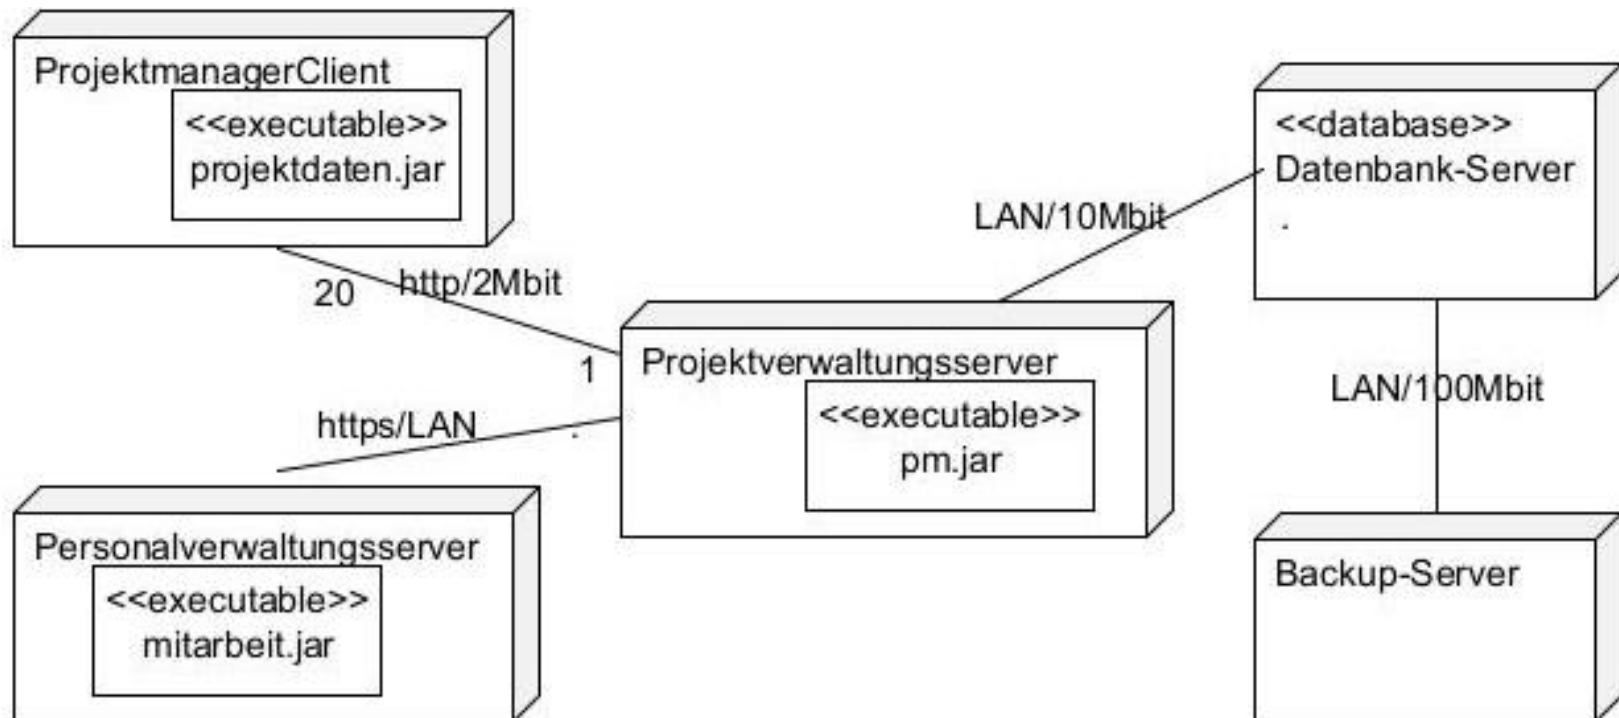 ProjektmanagerClient
<<executable>>
projektdaten.jar
20
http/2Mbit
1
https/LAN
.
Personalverwaltungsserver
<<executable>>
mitarbeit.jar
Projektverwaltungsserver
<<executable>>
pm.jar
LAN/10Mbit
<<database>>
Datenbank-Server
.
LAN/100Mbit
Backup-Server